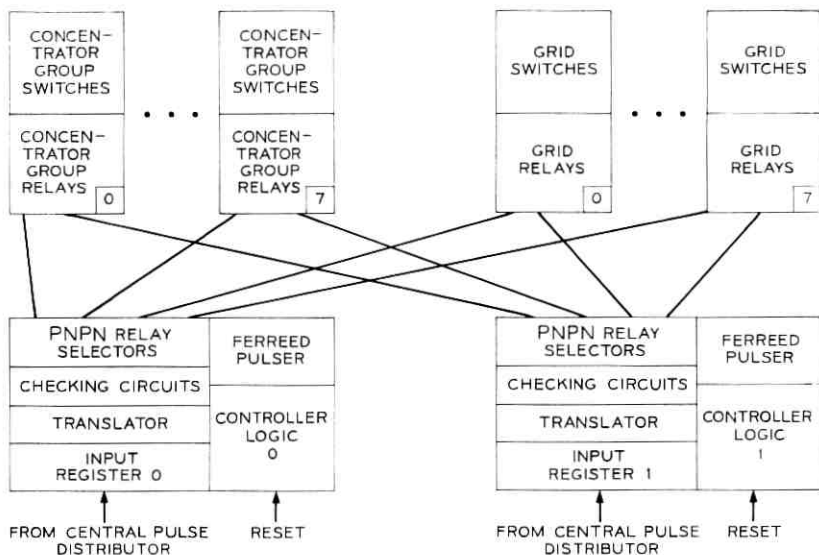 CONCEN-
TRATOR
GROUP
SWITCHES
CONCEN-
TRATOR
GROUP
RELAYS
0
CONCEN-
TRATOR
GROUP
SWITCHES
CONCEN-
TRATOR
GROUP
RELAYS
7
GRID
SWITCHES
GRID
RELAYS
0
GRID
SWITCHES
GRID
RELAYS
7
PNPN RELAY
SELECTORS
CHECKING CIRCUITS
TRANSLATOR
INPUT
REGISTER 0
FERREED
PULSER
CONTROLLER
LOGIC
0
FROM CENTRAL PULSE
DISTRIBUTOR
RESET
PNPN RELAY
SELECTORS
CHECKING CIRCUITS
TRANSLATOR
INPUT
REGISTER 1
FERREED
PULSER
CONTROLLER
LOGIC
1
FROM CENTRAL PULSE
DISTRIBUTOR
RESET